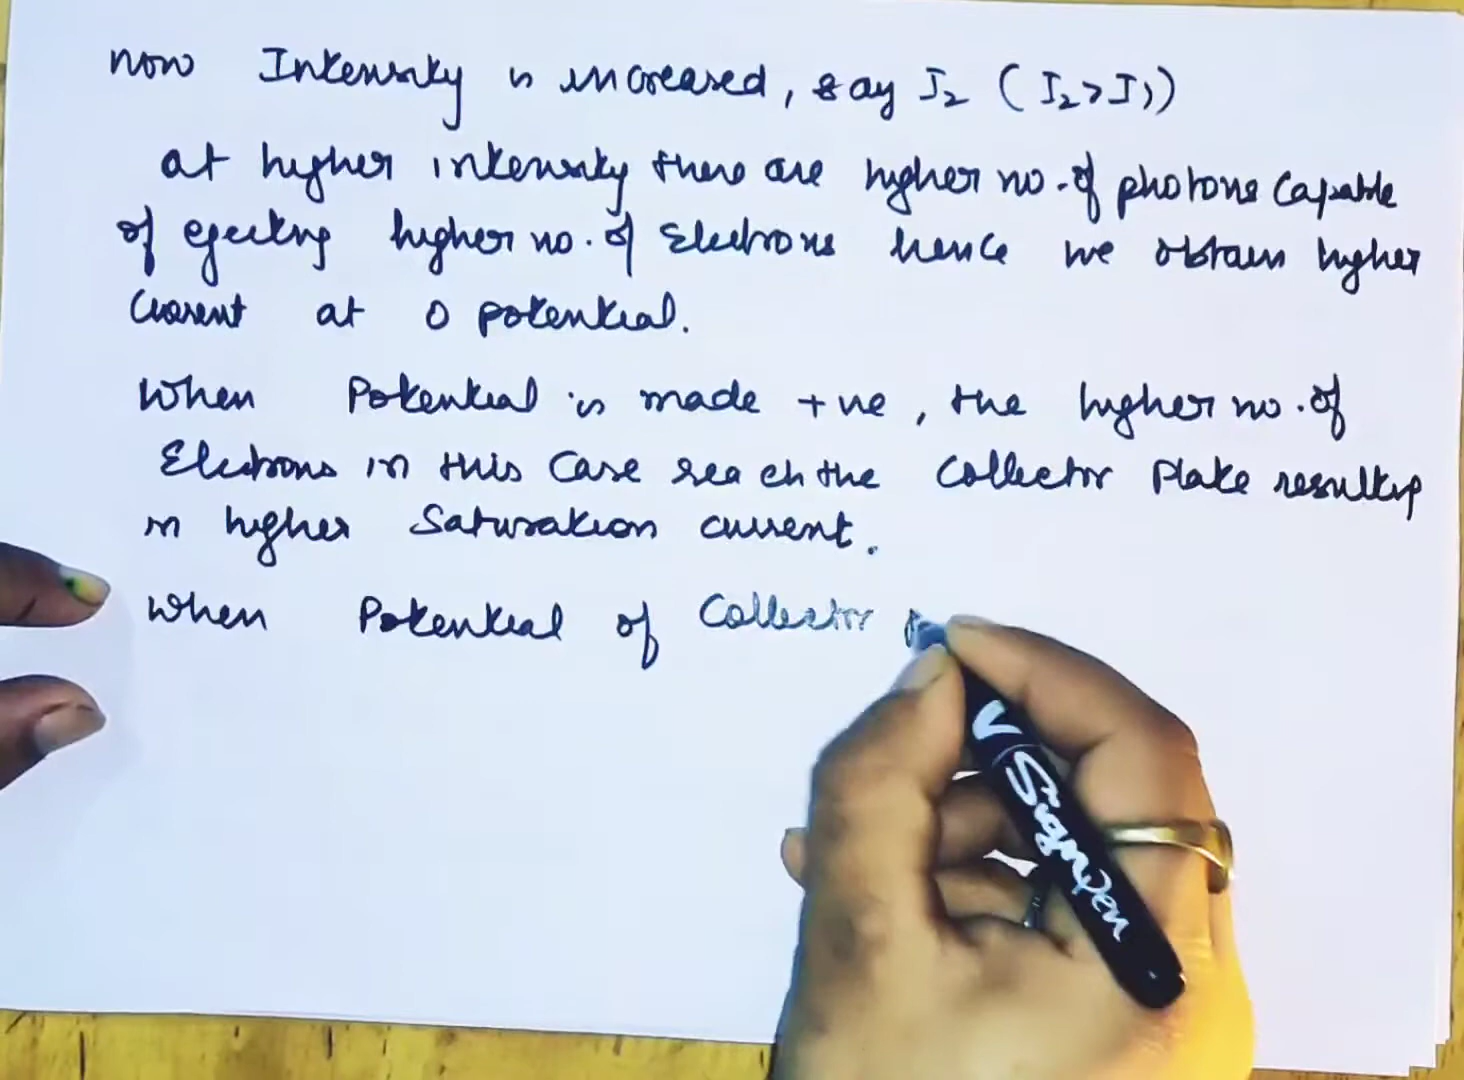 now Intensity is increased, say I2 (I2>I1)
at higher intensity there are higher no. of photons capable
of ejecting higher no. of Electrons hence we obtain higher
Current at 0 potential.
When Potential is made +ve, the higher no. of
Electrons in this Case reach the Collector Plate resulting
in higher Saturation current.
When Potential of Collector
V Signpen